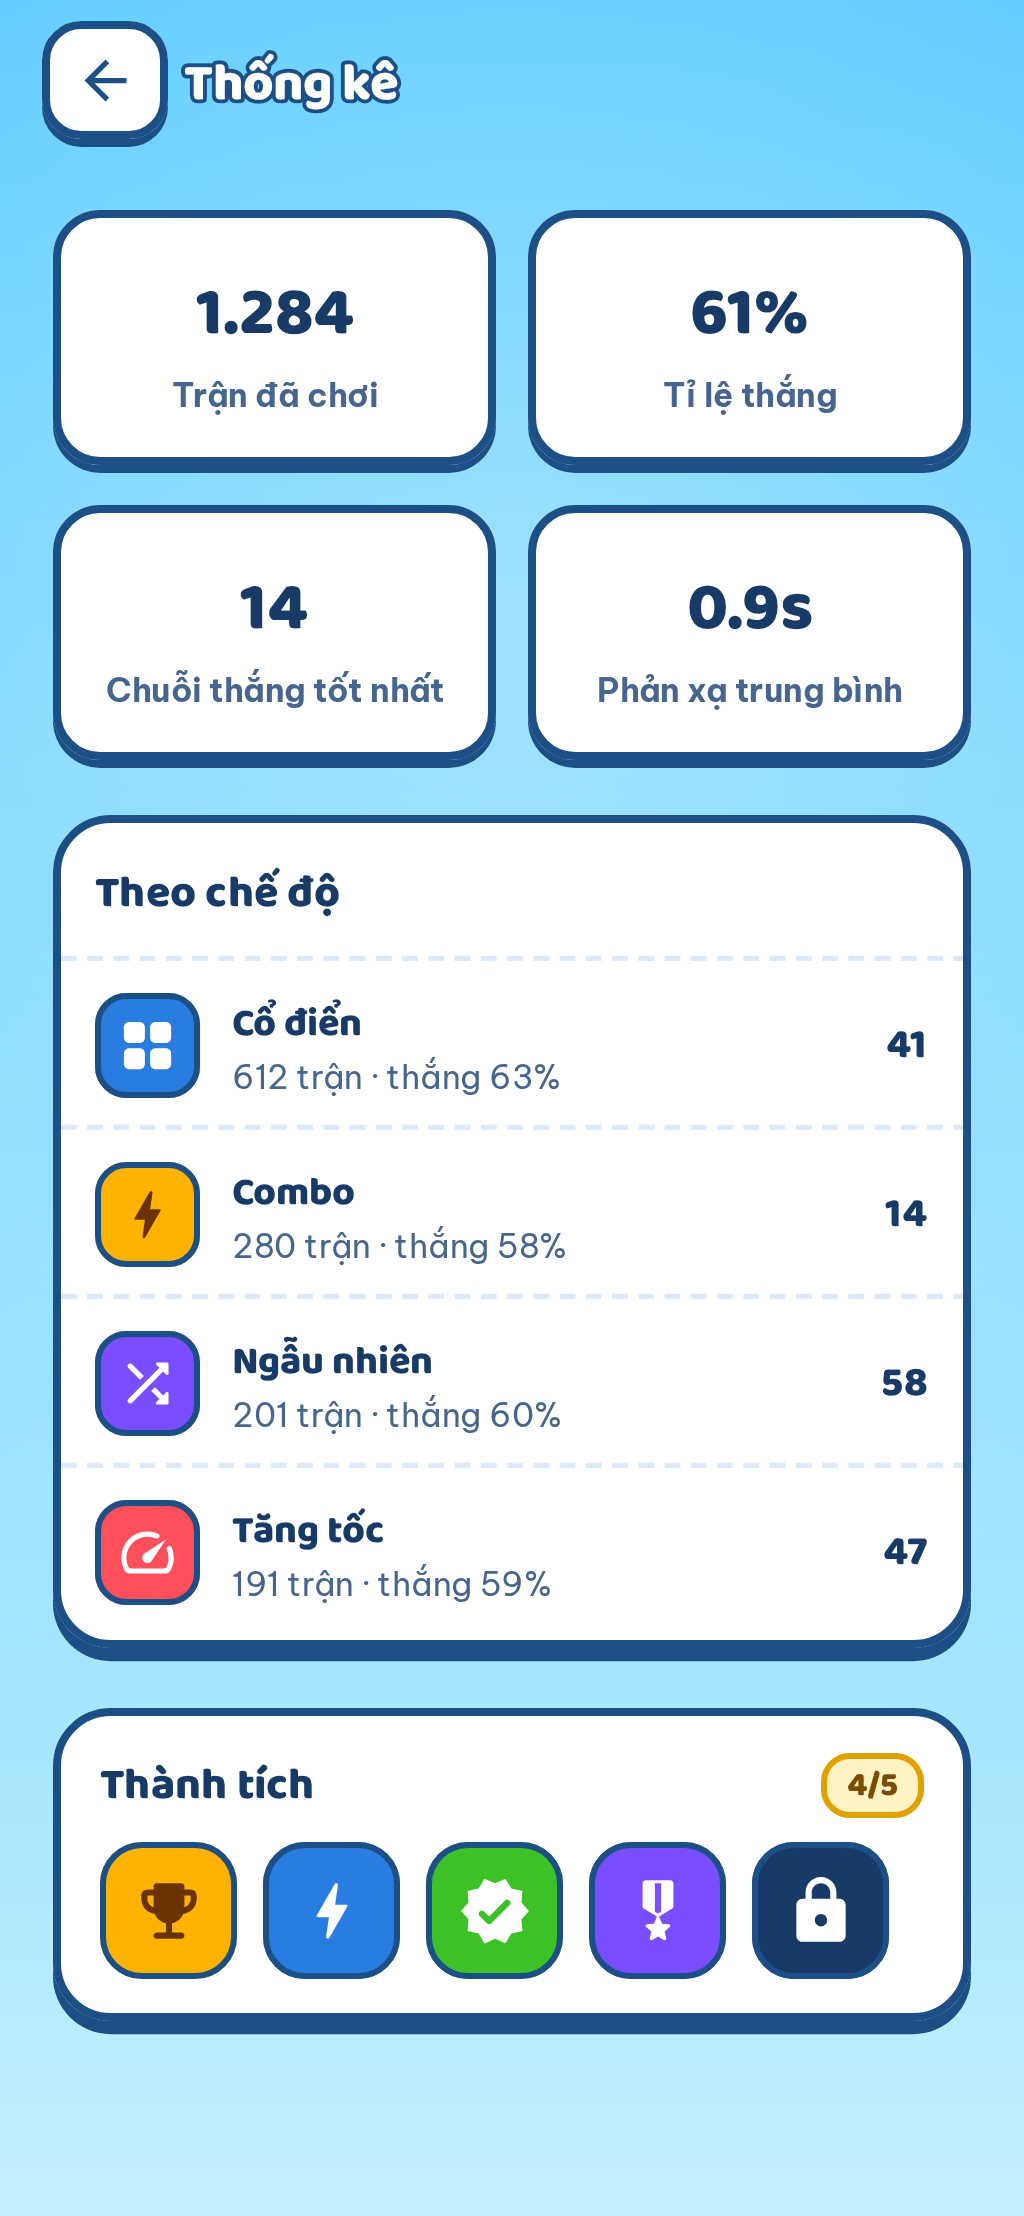 Thống kê
1.284
Trận đã chơi
61%
Tỉ lệ thắng
14
Chuỗi thắng tốt nhất
0.9s
Phản xạ trung bình
Theo chế độ
Cổ điển
612 trận · thắng 63%
41
Combo
280 trận · thắng 58%
14
Ngẫu nhiên
201 trận · thắng 60%
58
Tăng tốc
191 trận · thắng 59%
47
Thành tích
4/5